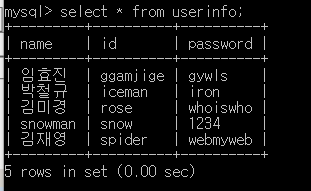 mysql> select * from userinfo;
+---------+----------+----------+
| name | id | password |
+---------+----------+----------+
| 임효진 | ggamjige | gywls |
| 박철규 | iceman | iron |
| 김미경 | rose | whoiswho |
| snowman | snow | 1234 |
| 김재영 | spider | webmyweb |
+---------+----------+----------+
5 rows in set (0.00 sec)